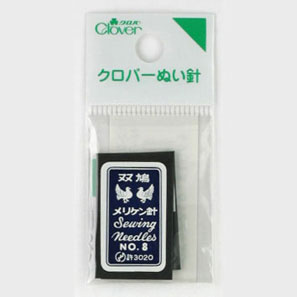 クロバー
Clover
クロバーぬい針
双鳩
メリケン針
Sewing
Needles
NO.8
許3020